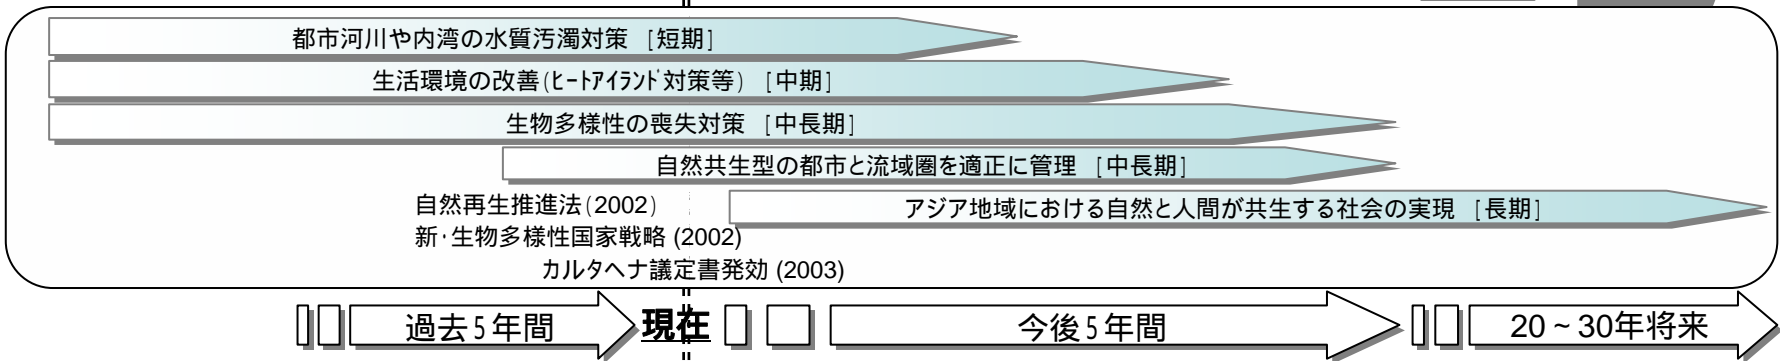 都市河川や内湾の水質汚濁対策 [短期]
生活環境の改善(ﾋｰﾄｱｲﾗﾝﾄﾞ対策等) [中期]
生物多様性の喪失対策 [中長期]
自然共生型の都市と流域圏を適正に管理 [中長期]
自然再生推進法(2002)
アジア地域における自然と人間が共生する社会の実現 [長期]
新･生物多様性国家戦略 (2002)
カルタヘナ議定書発効 (2003)
過去5年間
現在
今後5年間
20～30年将来